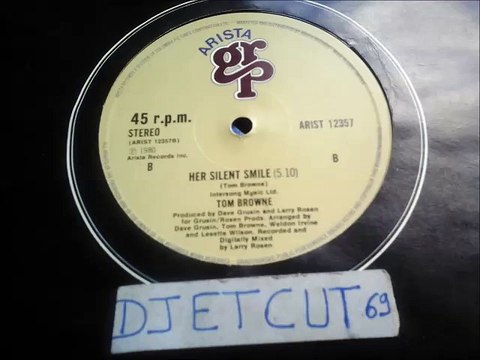 ARISTA
grp
45 r.p.m.
STEREO
(ARIST 12357B)
℗ 1980
Arista Records Inc.
B
ARIST 12357
B
HER SILENT SMILE (5.10)
(Tom Browne)
Intersong Music Ltd.
TOM BROWNE
Produced by Dave Grusin and Larry Rosen
for Grusin/Rosen Prods. Arranged by
Dave Grusin, Tom Browne, Weldon Irvine
and Lesette Wilson. Recorded and
Digitally Mixed
by Larry Rosen
DJETCUT69